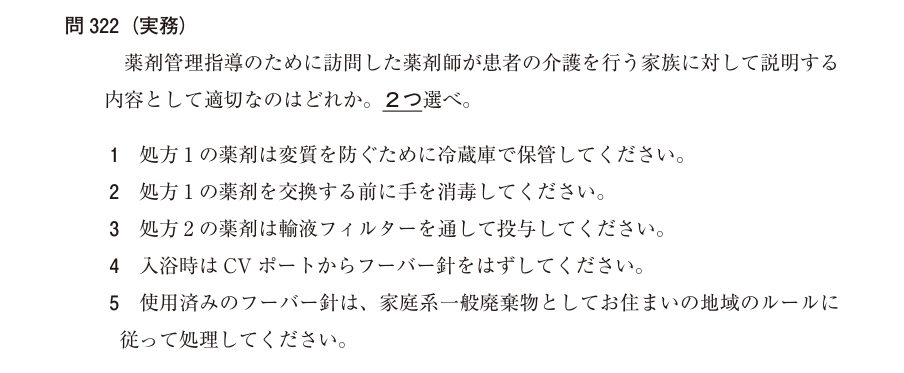 問 322（実務）
薬剤管理指導のために訪問した薬剤師が患者の介護を行う家族に対して説明する
内容として適切なのはどれか。２つ選べ。
1　処方１の薬剤は変質を防ぐために冷蔵庫で保管してください。
2　処方１の薬剤を交換する前に手を消毒してください。
3　処方２の薬剤は輸液フィルターを通して投与してください。
4　入浴時は CV ポートからフーバー針をはずしてください。
5　使用済みのフーバー針は、家庭系一般廃棄物としてお住まいの地域のルールに
従って処理してください。